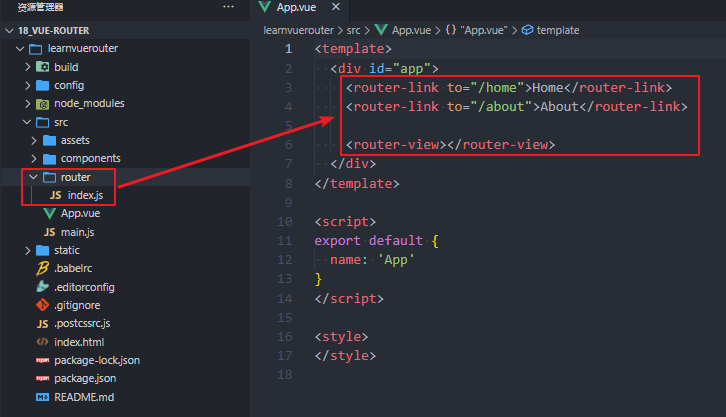 资源管理器
···
18_VUE-ROUTER
learnvuerouter
build
config
node_modules
src
assets
components
router
JS index.js
App.vue
JS main.js
static
.babelrc
.editorconfig
.gitignore
JS .postcssrc.js
index.html
package-lock.json
package.json
README.md
App.vue ×
learnvuerouter > src > App.vue > {} "App.vue" > template
1 <template>
2 <div id="app">
3 <router-link to="/home">Home</router-link>
4 <router-link to="/about">About</router-link>
5
6 <router-view></router-view>
7 </div>
8 </template>
9
10 <script>
11 export default {
12 name: 'App'
13 }
14 </script>
15
16 <style>
17 </style>
18